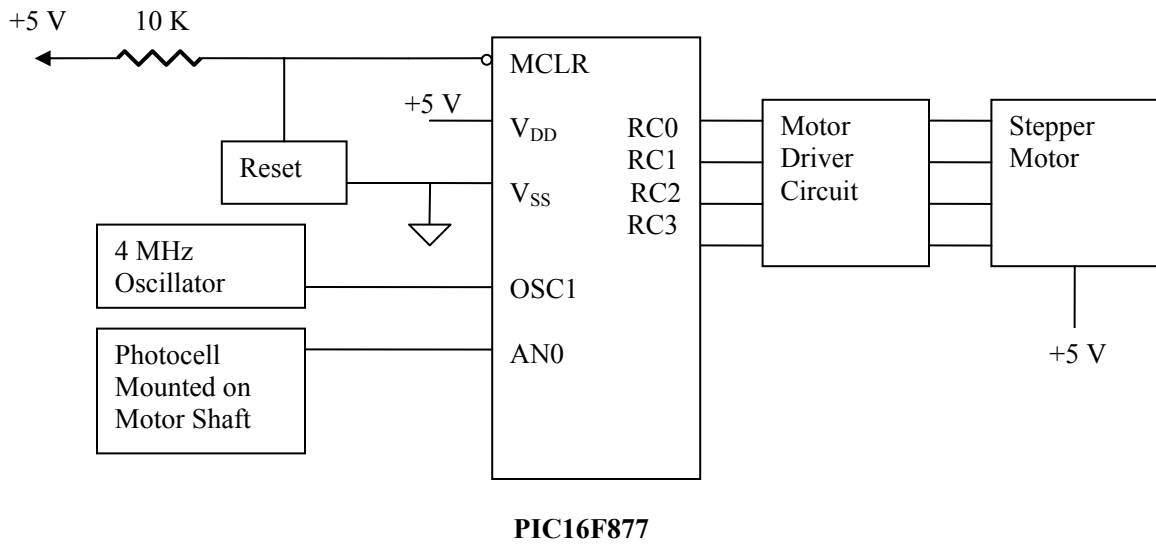 +5 V
10 K
MCLR
+5 V
VDD
RC0
Motor
Stepper
RC1
Driver
Motor
Reset
VSS
RC2
Circuit
RC3
4 MHz
Oscillator
OSC1
Photocell
Mounted on
Motor Shaft
AN0
+5 V
PIC16F877